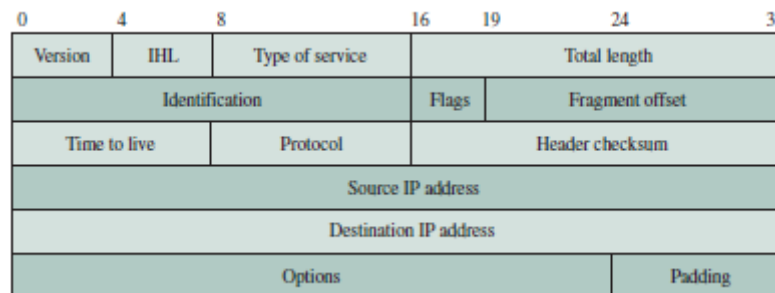 0 4 8 16 19 24 3
Version IHL Type of service Total length
Identification Flags Fragment offset
Time to live Protocol Header checksum
Source IP address
Destination IP address
Options Padding